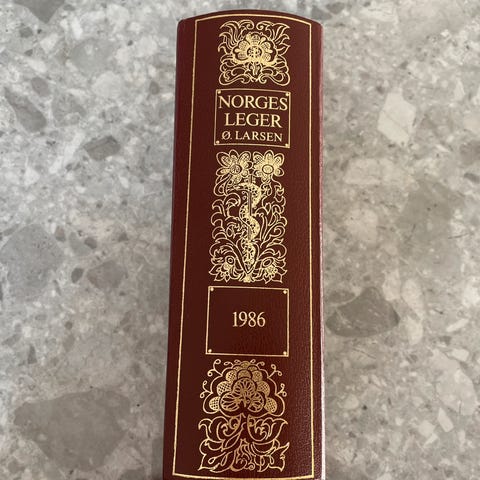 NORGES
LEGER
Ø. LARSEN
1986